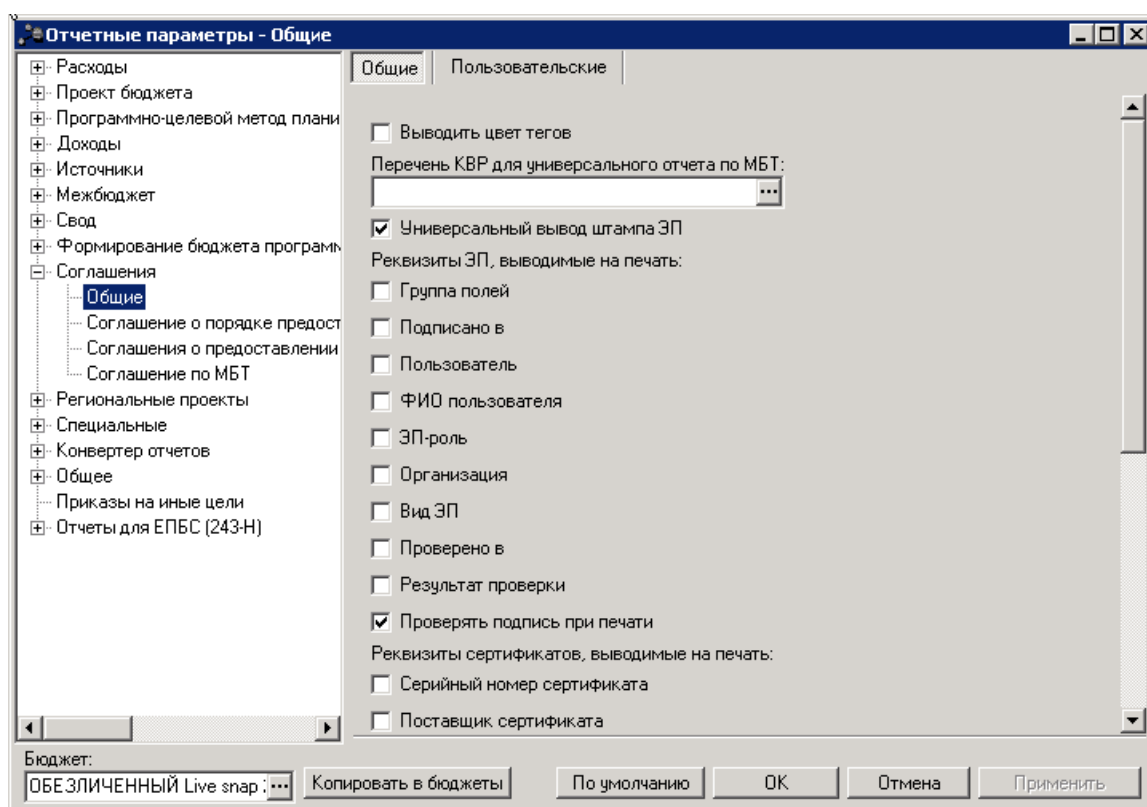 Отчетные параметры - Общие
Расходы
Проект бюджета
Программно-целевой метод плани
Доходы
Источники
Межбюджет
Свод
Формирование бюджета программ
Соглашения
Общие
Соглашение о порядке предост
Соглашения о предоставлении
Соглашение по МБТ
Региональные проекты
Специальные
Конвертер отчетов
Общее
Приказы на иные цели
Отчеты для ЕПБС (243-Н)
Общие
Пользовательские
Выводить цвет тегов
Перечень КВР для универсального отчета по МБТ:
Универсальный вывод штампа ЭП
Реквизиты ЭП, выводимые на печать:
Группа полей
Подписано в
Пользователь
ФИО пользователя
ЭП-роль
Организация
Вид ЭП
Проверено в
Результат проверки
Проверять подпись при печати
Реквизиты сертификатов, выводимые на печать:
Серийный номер сертификата
Поставщик сертификата
Бюджет:
ОБЕЗЛИЧЕННЫЙ Live snap
Копировать в бюджеты
По умолчанию
OK
Отмена
Применить